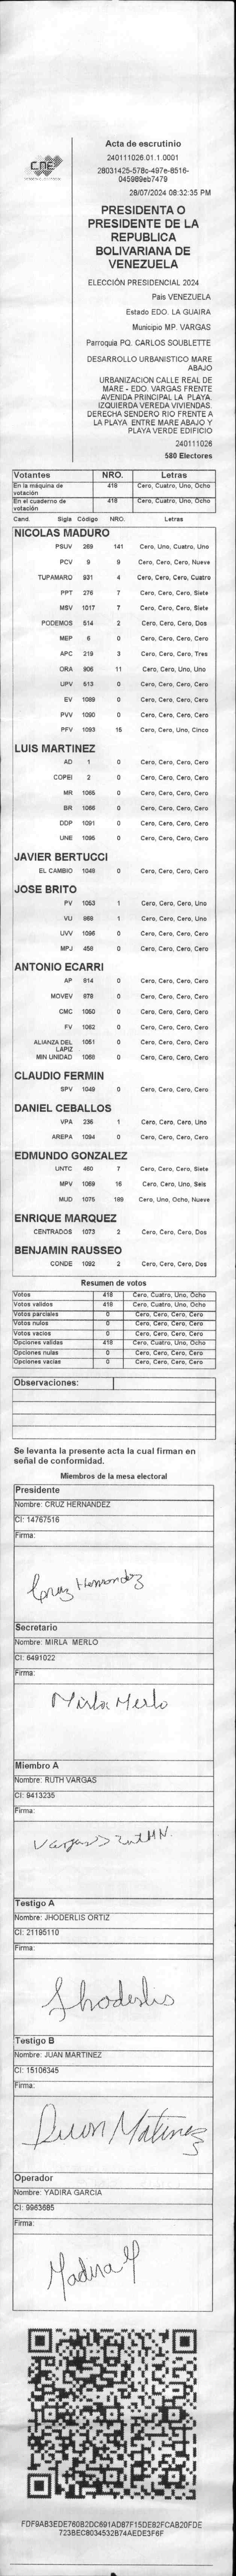 CNE
Acta de escrutinio
240111026.01.1.0001
28031425-578c-497e-8516-
045989eb7479
28/07/2024 08:32:35 PM
PRESIDENTA O
PRESIDENTE DE LA
REPUBLICA
BOLIVARIANA DE
VENEZUELA
ELECCIÓN PRESIDENCIAL 2024
País VENEZUELA
Estado EDO. LA GUAIRA
Municipio MP. VARGAS
Parroquia PQ. CARLOS SOUBLETTE
DESARROLLO URBANISTICO MARE
ABAJO
URBANIZACION CALLE REAL DE
MARE - EDO. VARGAS FRENTE
AVENIDA PRINCIPAL LA PLAYA.
IZQUIERDA VEREDA VIVIENDAS.
DERECHA SENDERO RIO FRENTE A
LA PLAYA ENTRE MARE ABAJO Y
PLAYA VERDE EDIFICIO
240111026
580 Electores
Votantes NRO. Letras
En la máquina de votación 418 Cero, Cuatro, Uno, Ocho
En el cuaderno de votación 418 Cero, Cuatro, Uno, Ocho
Cand. Sigla Código NRO. Letras
NICOLAS MADURO
PSUV 269 141 Cero, Uno, Cuatro, Uno
PCV 9 9 Cero, Cero, Cero, Nueve
TUPAMARO 931 4 Cero, Cero, Cero, Cuatro
PPT 276 7 Cero, Cero, Cero, Siete
MSV 1017 7 Cero, Cero, Cero, Siete
PODEMOS 514 2 Cero, Cero, Cero, Dos
MEP 6 0 Cero, Cero, Cero, Cero
APC 219 3 Cero, Cero, Cero, Tres
ORA 906 11 Cero, Cero, Uno, Uno
UPV 513 0 Cero, Cero, Cero, Cero
EV 1089 0 Cero, Cero, Cero, Cero
PVV 1090 0 Cero, Cero, Cero, Cero
PFV 1093 15 Cero, Cero, Uno, Cinco
LUIS MARTINEZ
AD 1 0 Cero, Cero, Cero, Cero
COPEI 2 0 Cero, Cero, Cero, Cero
MR 1065 0 Cero, Cero, Cero, Cero
BR 1066 0 Cero, Cero, Cero, Cero
DDP 1091 0 Cero, Cero, Cero, Cero
UNE 1095 0 Cero, Cero, Cero, Cero
JAVIER BERTUCCI
EL CAMBIO 1048 0 Cero, Cero, Cero, Cero
JOSE BRITO
PV 1053 1 Cero, Cero, Cero, Uno
VU 868 1 Cero, Cero, Cero, Uno
UVV 1096 0 Cero, Cero, Cero, Cero
MPJ 458 0 Cero, Cero, Cero, Cero
ANTONIO ECARRI
AP 814 0 Cero, Cero, Cero, Cero
MOVEV 878 0 Cero, Cero, Cero, Cero
CMC 1050 0 Cero, Cero, Cero, Cero
FV 1062 0 Cero, Cero, Cero, Cero
ALIANZA DEL LAPIZ 1051 0 Cero, Cero, Cero, Cero
MIN UNIDAD 1068 0 Cero, Cero, Cero, Cero
CLAUDIO FERMIN
SPV 1049 0 Cero, Cero, Cero, Cero
DANIEL CEBALLOS
VPA 236 1 Cero, Cero, Cero, Uno
AREPA 1094 0 Cero, Cero, Cero, Cero
EDMUNDO GONZALEZ
UNTC 460 7 Cero, Cero, Cero, Siete
MPV 1069 16 Cero, Cero, Uno, Seis
MUD 1075 189 Cero, Uno, Ocho, Nueve
ENRIQUE MARQUEZ
CENTRADOS 1073 2 Cero, Cero, Cero, Dos
BENJAMIN RAUSSEO
CONDE 1092 2 Cero, Cero, Cero, Dos
Resumen de votos
Votos 418 Cero, Cuatro, Uno, Ocho
Votos validos 418 Cero, Cuatro, Uno, Ocho
Votos parciales 0 Cero, Cero, Cero, Cero
Votos nulos 0 Cero, Cero, Cero, Cero
Votos vacios 0 Cero, Cero, Cero, Cero
Opciones validas 418 Cero, Cuatro, Uno, Ocho
Opciones nulas 0 Cero, Cero, Cero, Cero
Opciones vacias 0 Cero, Cero, Cero, Cero
Observaciones:
Se levanta la presente acta la cual firman en
señal de conformidad.
Miembros de la mesa electoral
Presidente
Nombre: CRUZ HERNANDEZ
CI: 14767516
Firma:
Cruz Hernandez
Secretario
Nombre: MIRLA MERLO
CI: 6491022
Firma:
Mirla Merlo
Miembro A
Nombre: RUTH VARGAS
CI: 9413235
Firma:
Vargas Ruth N.
Testigo A
Nombre: JHODERLIS ORTIZ
CI: 21195110
Firma:
Jhoderlis
Testigo B
Nombre: JUAN MARTINEZ
CI: 15106345
Firma:
Juan Matinez
Operador
Nombre: YADIRA GARCIA
CI: 9963685
Firma:
Yadira G
FDF9AB3EDE760B2DC691AD87F15DE82FCAB20FDE
723BEC8034532B74AEDE3F6F